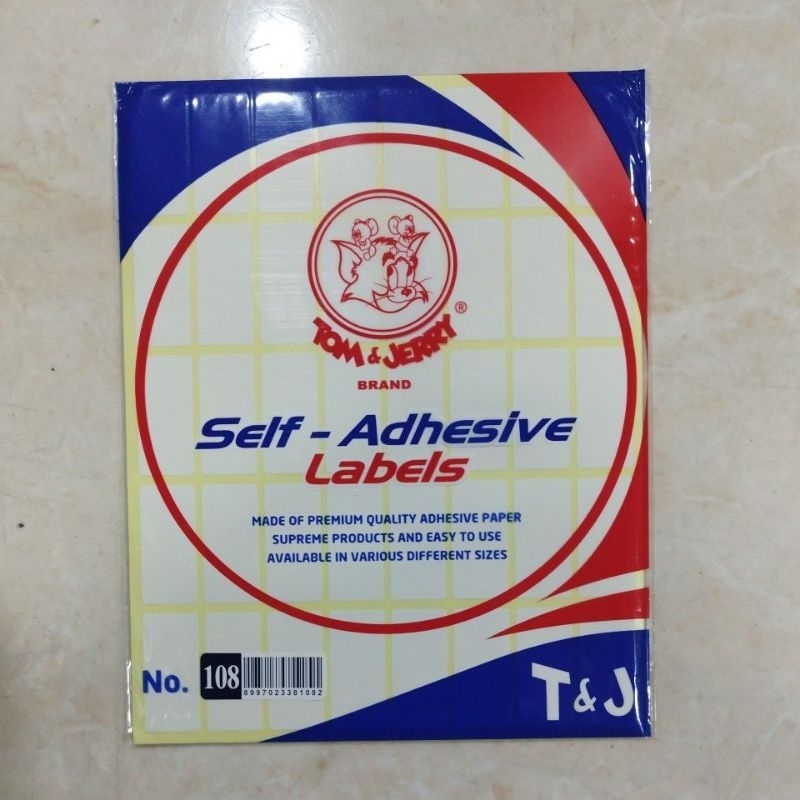 TOM & JERRY ®
BRAND
Self - Adhesive
Labels
MADE OF PREMIUM QUALITY ADHESIVE PAPER
SUPREME PRODUCTS AND EASY TO USE
AVAILABLE IN VARIOUS DIFFERENT SIZES
No. 108
8997023381082
T & J